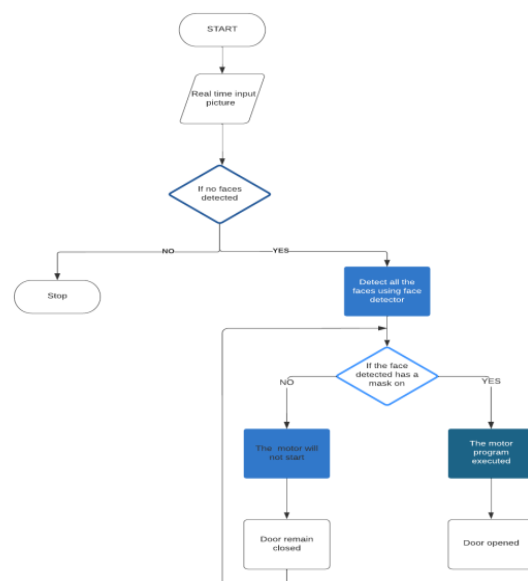 START
Real time input
picture
If no faces
detected
NO
YES
Stop
Detect all the
faces using face
detector
If the face
detected has a
mask on
NO
YES
The motor will
not start
The motor
program
executed
Door remain
closed
Door opened